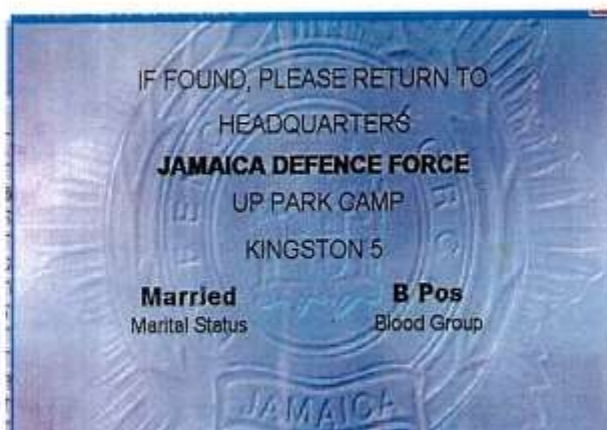 IF FOUND, PLEASE RETURN TO
HEADQUARTERS
JAMAICA DEFENCE FORCE
UP PARK CAMP
KINGSTON 5
Married B Pos
Marital Status Blood Group
JAMAICA